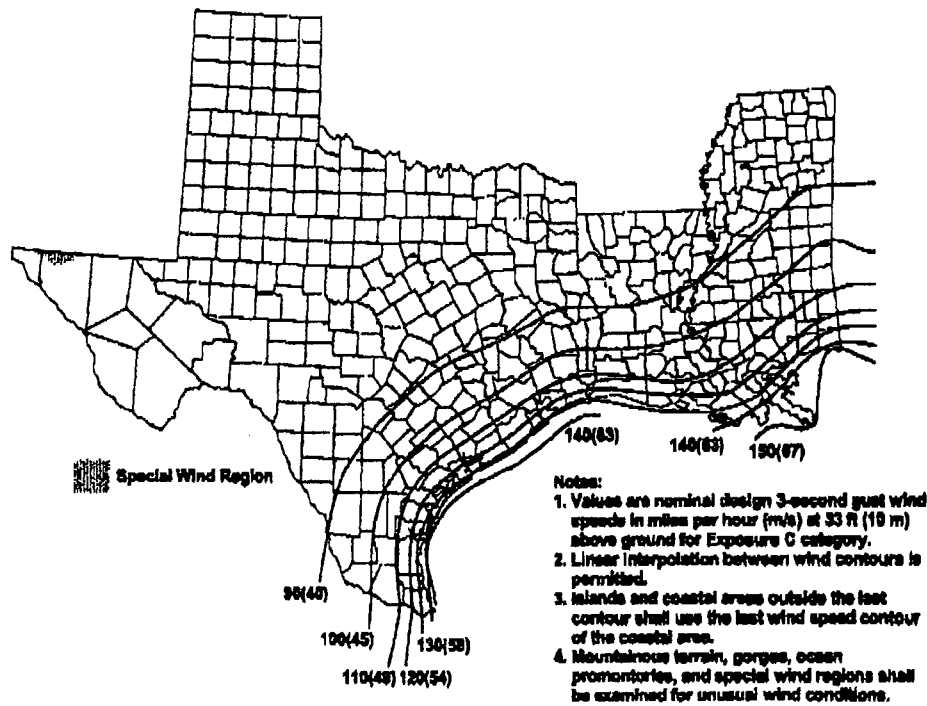 140(63)
140(63)
150(67)
Special Wind Region
90(40)
100(45)
130(58)
110(49) 120(54)
Notes:
1. Values are nominal design 3-second gust wind
speeds in miles per hour (m/s) at 33 ft (10 m)
above ground for Exposure C category.
2. Linear interpolation between wind contours is
permitted.
3. Islands and coastal areas outside the last
contour shall use the last wind speed contour
of the coastal area.
4. Mountainous terrain, gorges, ocean
promontories, and special wind regions shall
be examined for unusual wind conditions.